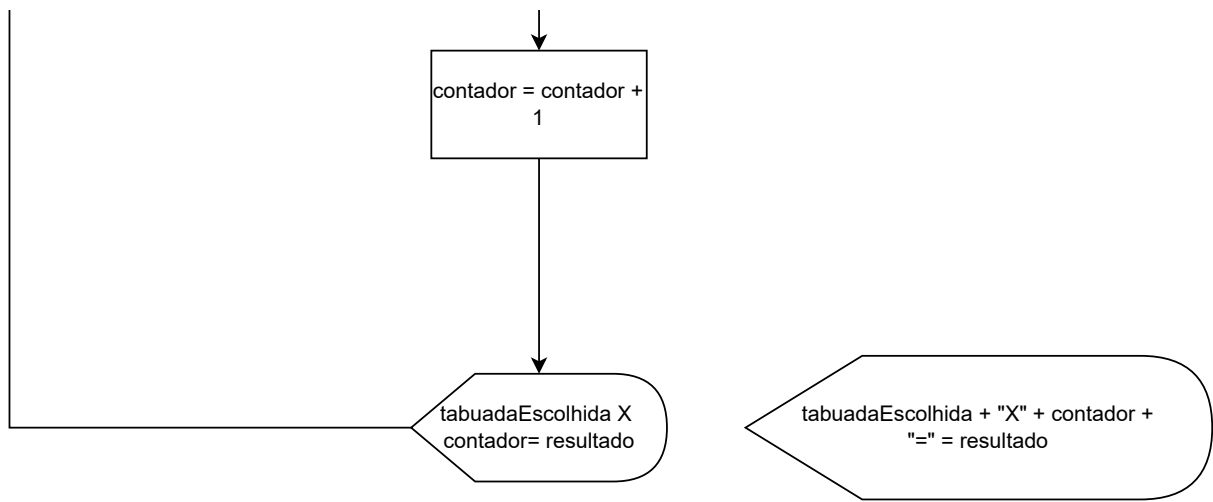 contador = contador +
1
tabuadaEscolhida X
contador= resultado
tabuadaEscolhida + "X" + contador +
"=" = resultado